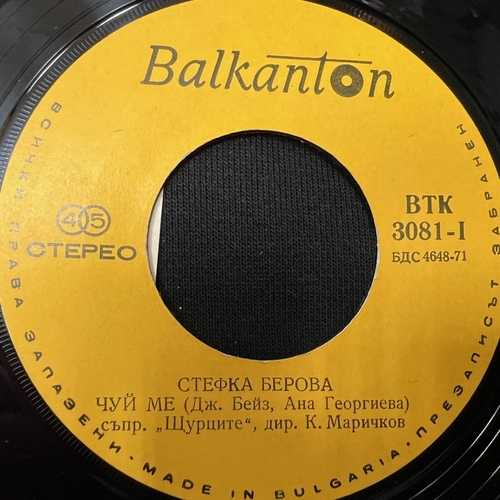 Balkanton
ВТК
3081-I
БДС 4648-71
45
СТЕРЕО
СТЕФКА БЕРОВА
ЧУЙ МЕ (Дж. Бейз, Ана Георгиева)
съпр. „Щурците“, дир. К. Маричков
ВСИЧКИ ПРАВА ЗАПАЗЕНИ · MADE IN BULGARIA · ПРЕЗАПИСЪТ ЗАБРАНЕН